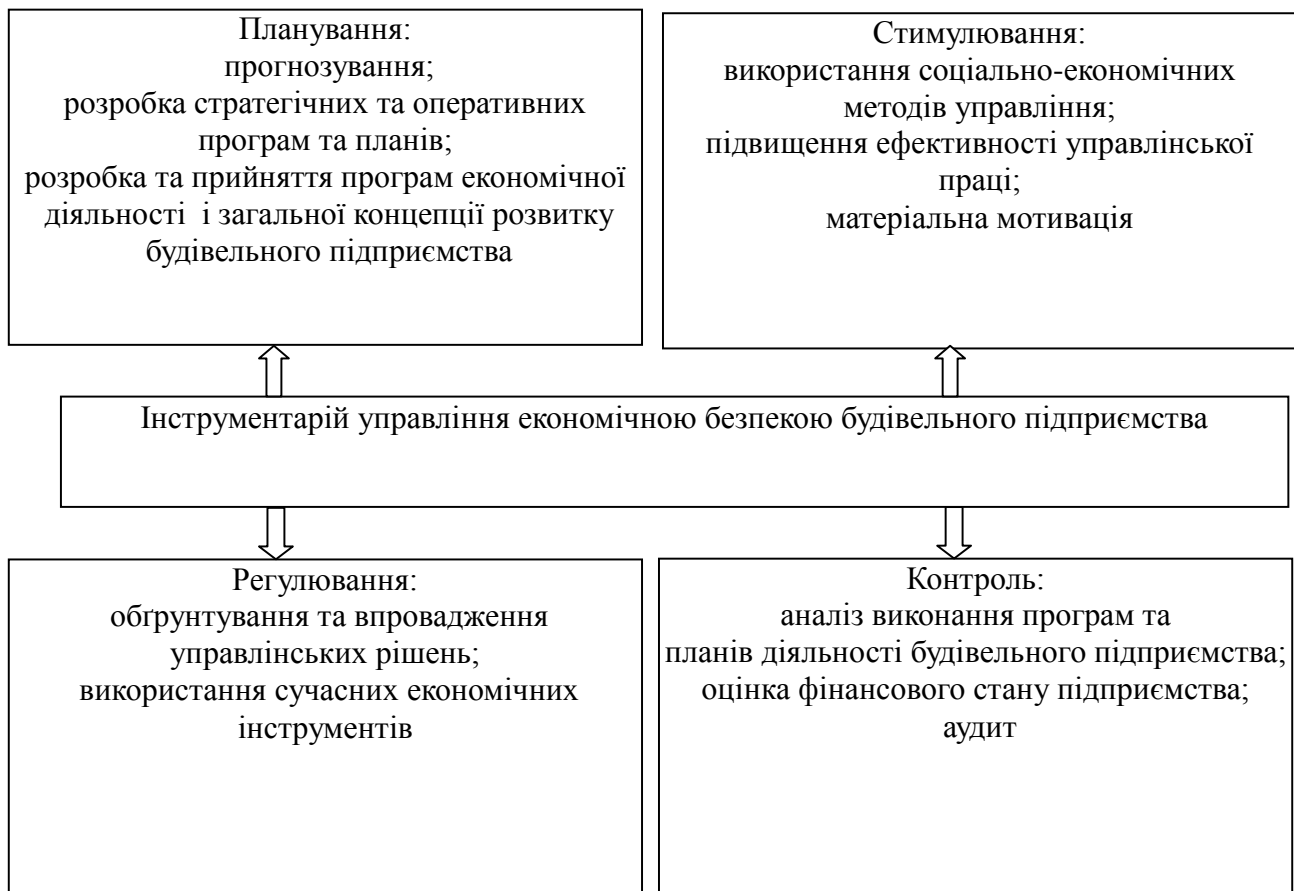 Планування:
прогнозування;
розробка стратегічних та оперативних
програм та планів;
розробка та прийняття програм економічної
діяльності і загальної концепції розвитку
будівельного підприємства
Стимулювання:
використання соціально-економічних
методів управління;
підвищення ефективності управлінської
праці;
матеріальна мотивація
Інструментарій управління економічною безпекою будівельного підприємства
Регулювання:
обґрунтування та впровадження
управлінських рішень;
використання сучасних економічних
інструментів
Контроль:
аналіз виконання програм та
планів діяльності будівельного підприємства;
оцінка фінансового стану підприємства;
аудит